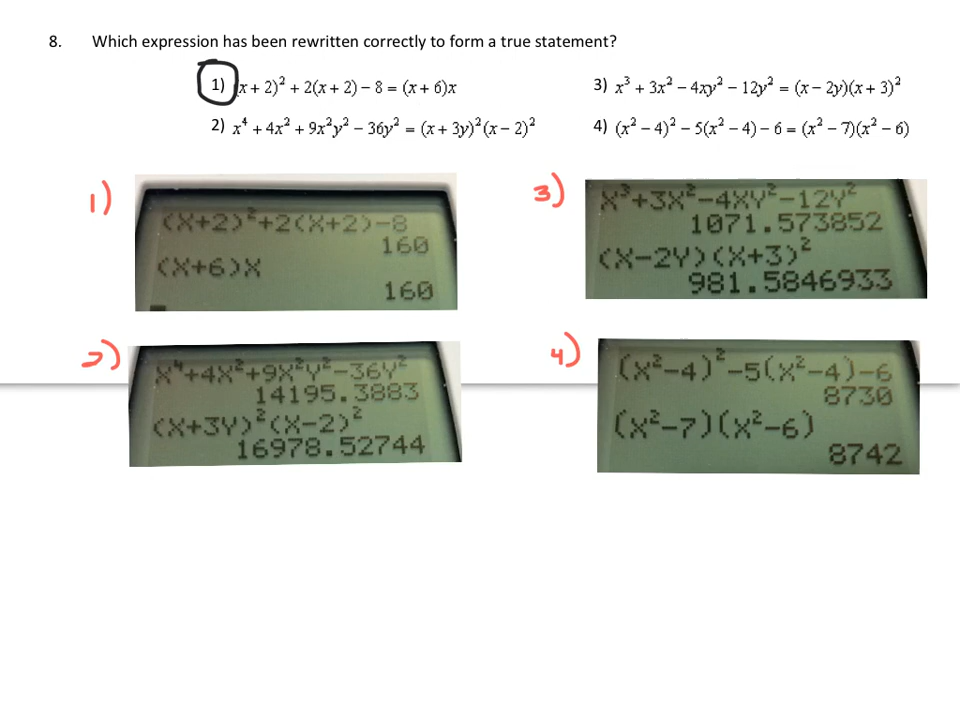 8. Which expression has been rewritten correctly to form a true statement?
1) (x + 2)² + 2(x + 2) – 8 = (x + 6)x
3) x³ + 3x² – 4xy² – 12y² = (x – 2y)(x + 3)²
2) x⁴ + 4x² + 9x²y² – 36y² = (x + 3y)²(x – 2)²
4) (x² – 4)² – 5(x² – 4) – 6 = (x² – 7)(x² – 6)
1)
(X+2)²+2(X+2)-8
160
(X+6)X
160
3)
X³+3X²-4XY²-12Y²
1071.573852
(X-2Y)(X+3)²
981.5846933
2)
X⁴+4X²+9X²Y²-36Y²
14195.3883
(X+3Y)²(X-2)²
16978.52744
4)
(X²-4)²-5(X²-4)-6
8730
(X²-7)(X²-6)
8742